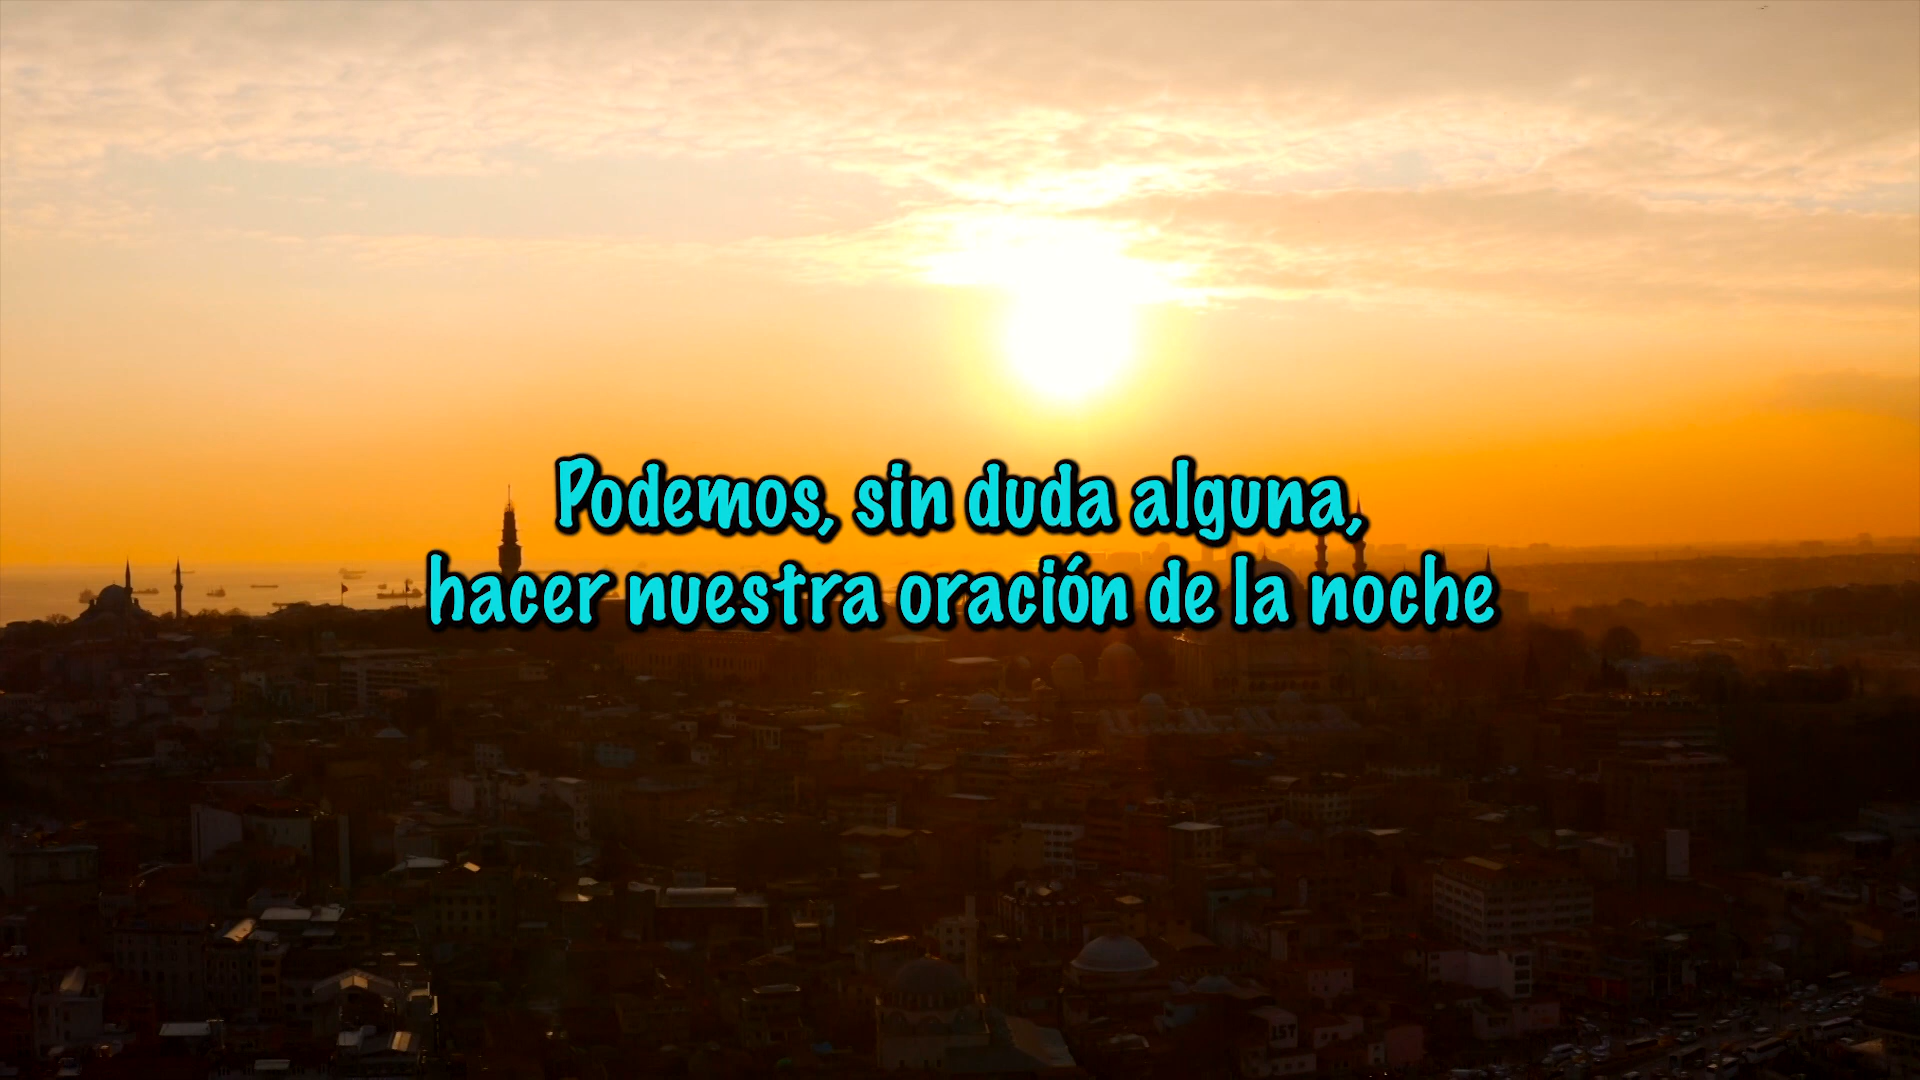 Podemos, sin duda alguna,
hacer nuestra oración de la noche